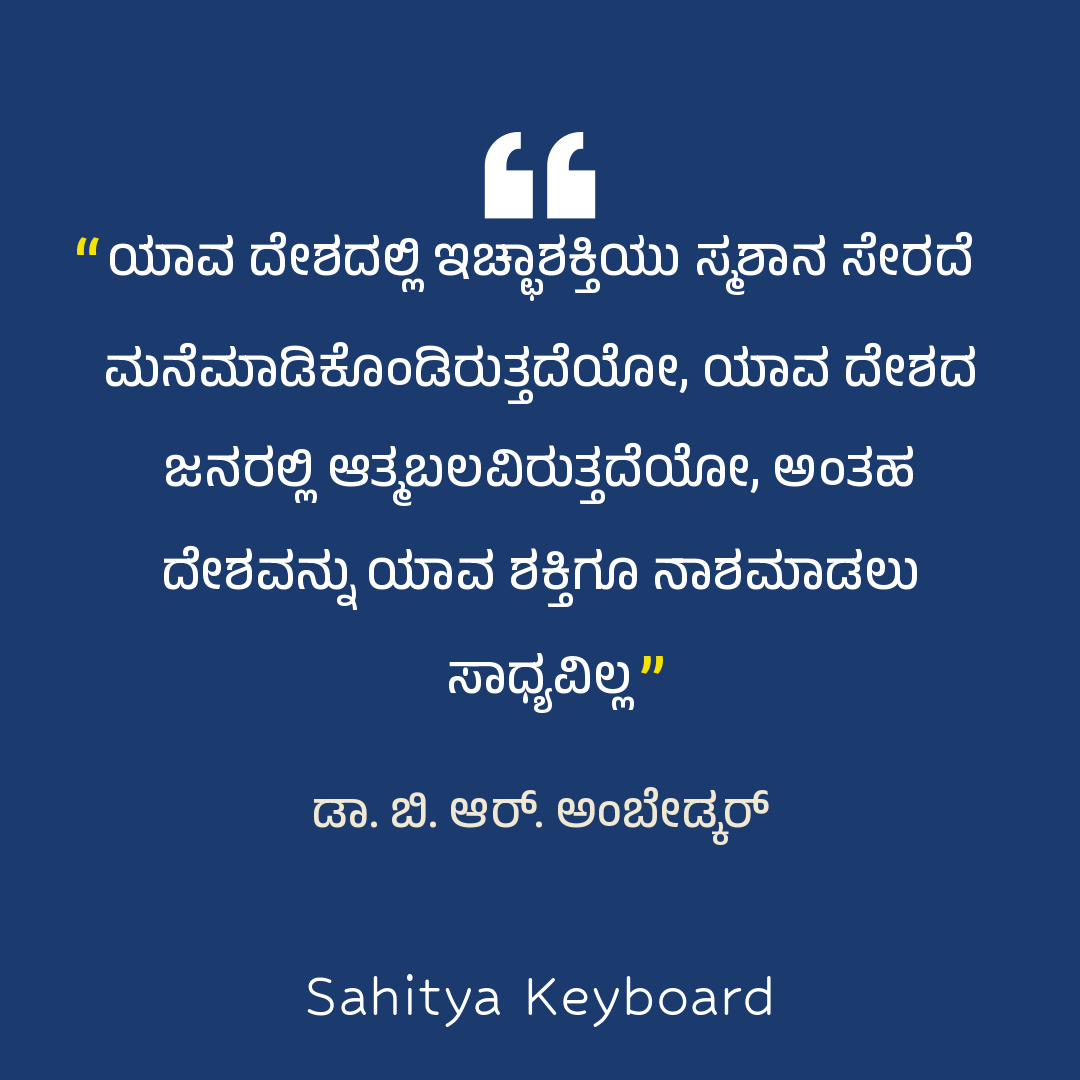 “ಯಾವ ದೇಶದಲ್ಲಿ ಇಚ್ಛಾಶಕ್ತಿಯು ಸ್ಮಶಾನ ಸೇರದೆ
ಮನೆಮಾಡಿಕೊಂಡಿರುತ್ತದೆಯೋ, ಯಾವ ದೇಶದ
ಜನರಲ್ಲಿ ಆತ್ಮಬಲವಿರುತ್ತದೆಯೋ, ಅಂತಹ
ದೇಶವನ್ನು ಯಾವ ಶಕ್ತಿಗೂ ನಾಶಮಾಡಲು
ಸಾಧ್ಯವಿಲ್ಲ”
ಡಾ. ಬಿ. ಆರ್. ಅಂಬೇಡ್ಕರ್
Sahitya Keyboard